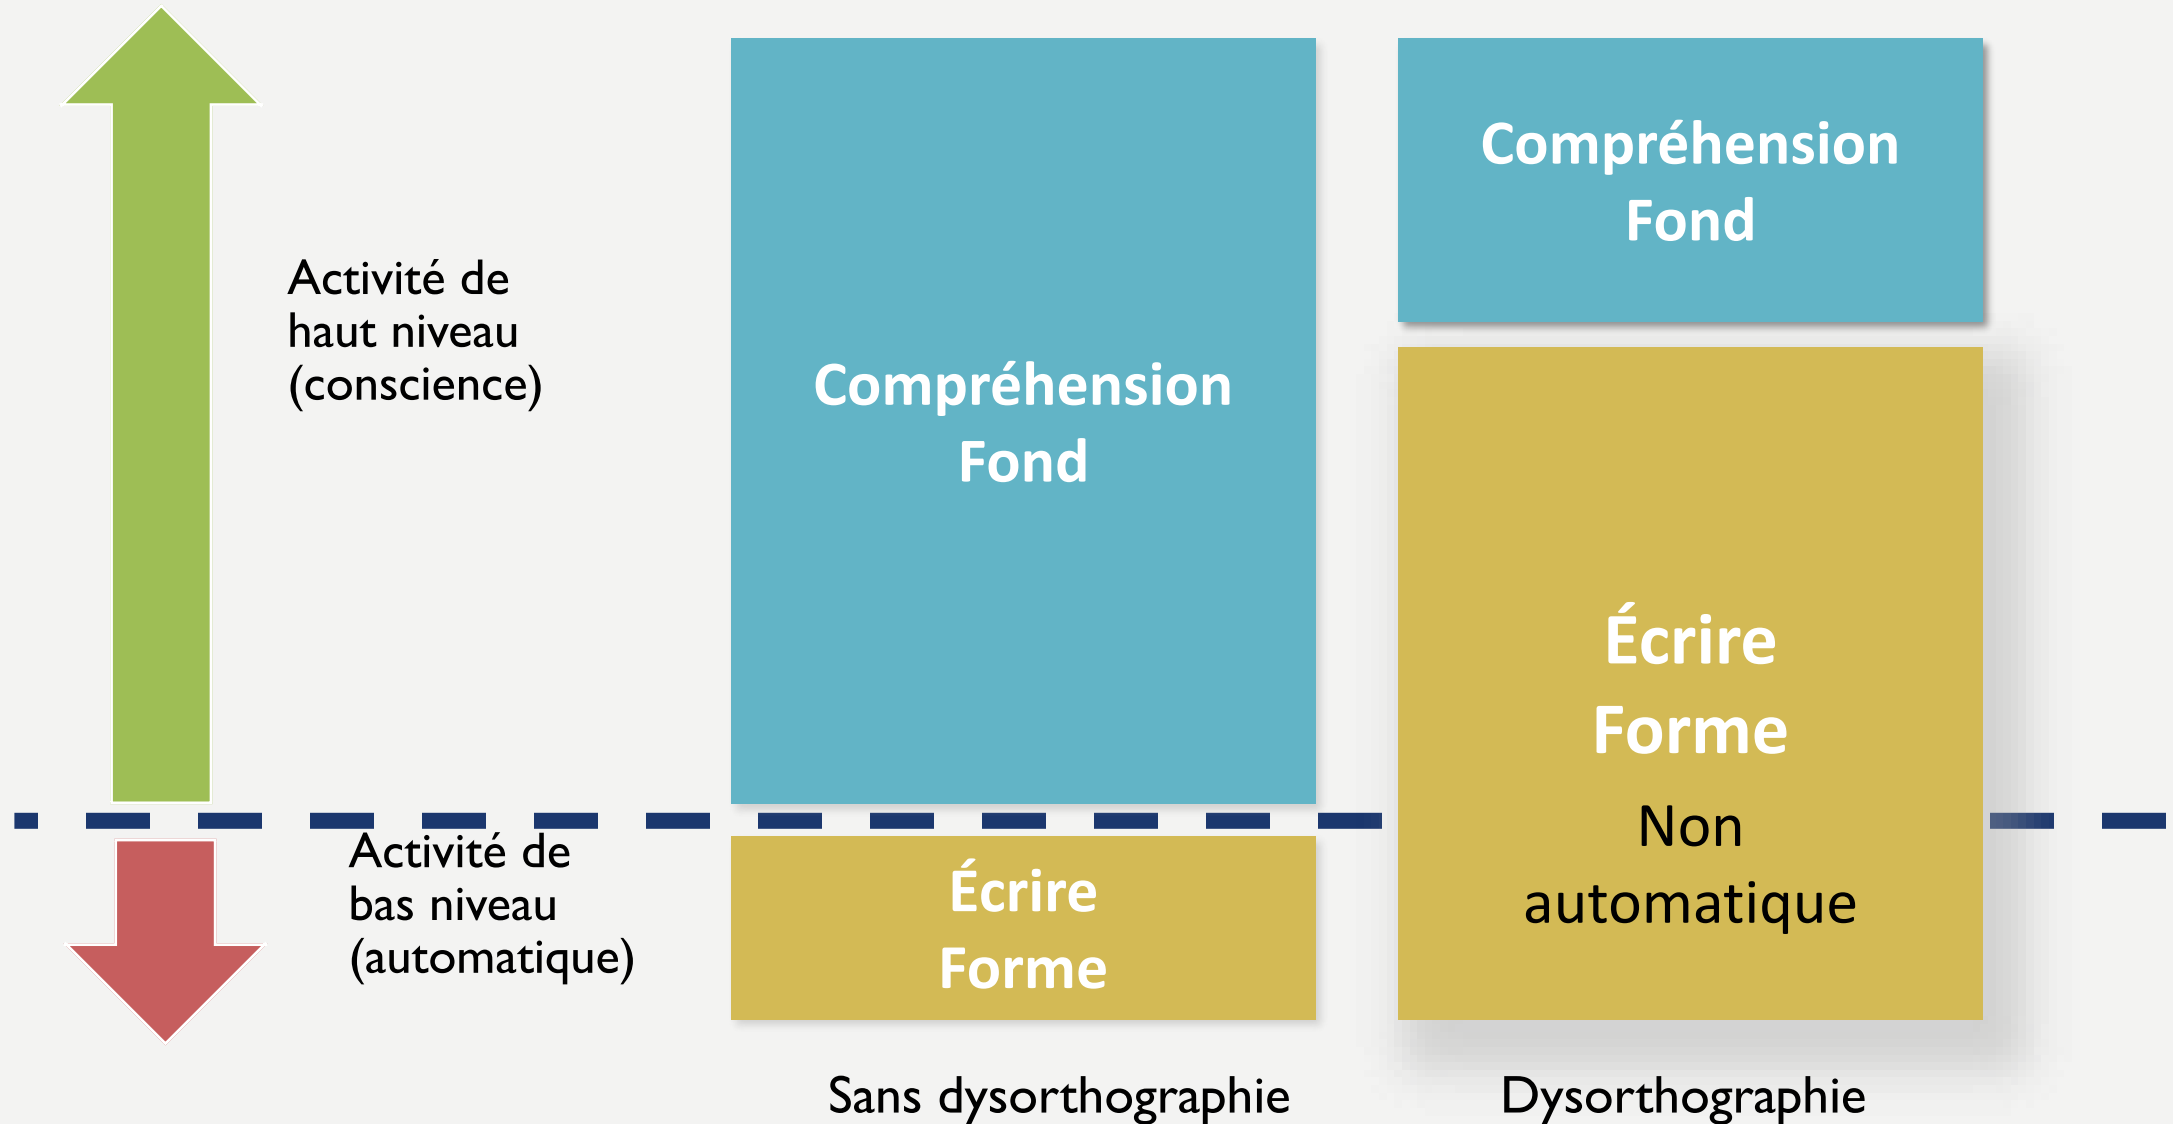 Activité de
haut niveau
(conscience)
Activité de
bas niveau
(automatique)
Compréhension
Fond
Écrire
Forme
Sans dysorthographie
Compréhension
Fond
Écrire
Forme
Non
automatique
Dysorthographie